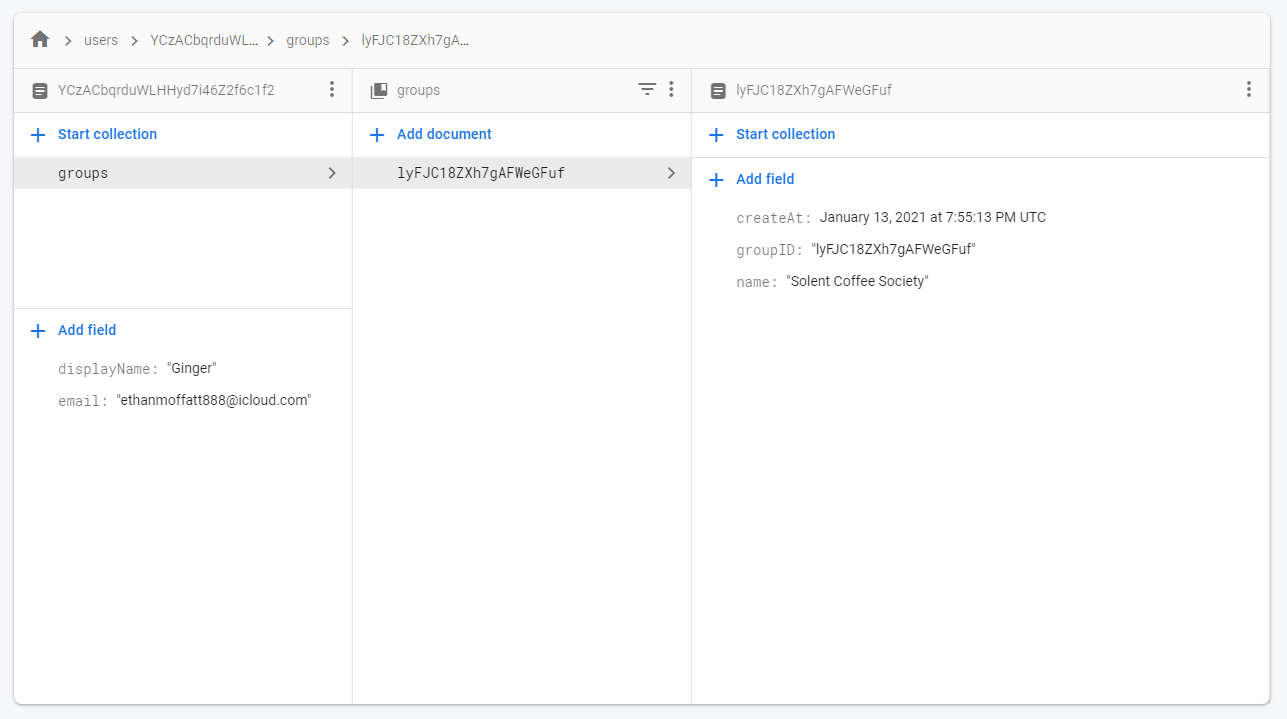 users YCzACbqrduWL... groups lyFJC18ZXh7gA...
YCzACbqrduWLHHyd7i46Z2f6c1f2
Start collection
groups
Add field
displayName: "Ginger"
email: "ethanmoffatt888@icloud.com"
groups
Add document
lyFJC18ZXh7gAFWeGFuf
lyFJC18ZXh7gAFWeGFuf
Start collection
Add field
createAt: January 13, 2021 at 7:55:13 PM UTC
groupID: "lyFJC18ZXh7gAFWeGFuf"
name: "Solent Coffee Society"